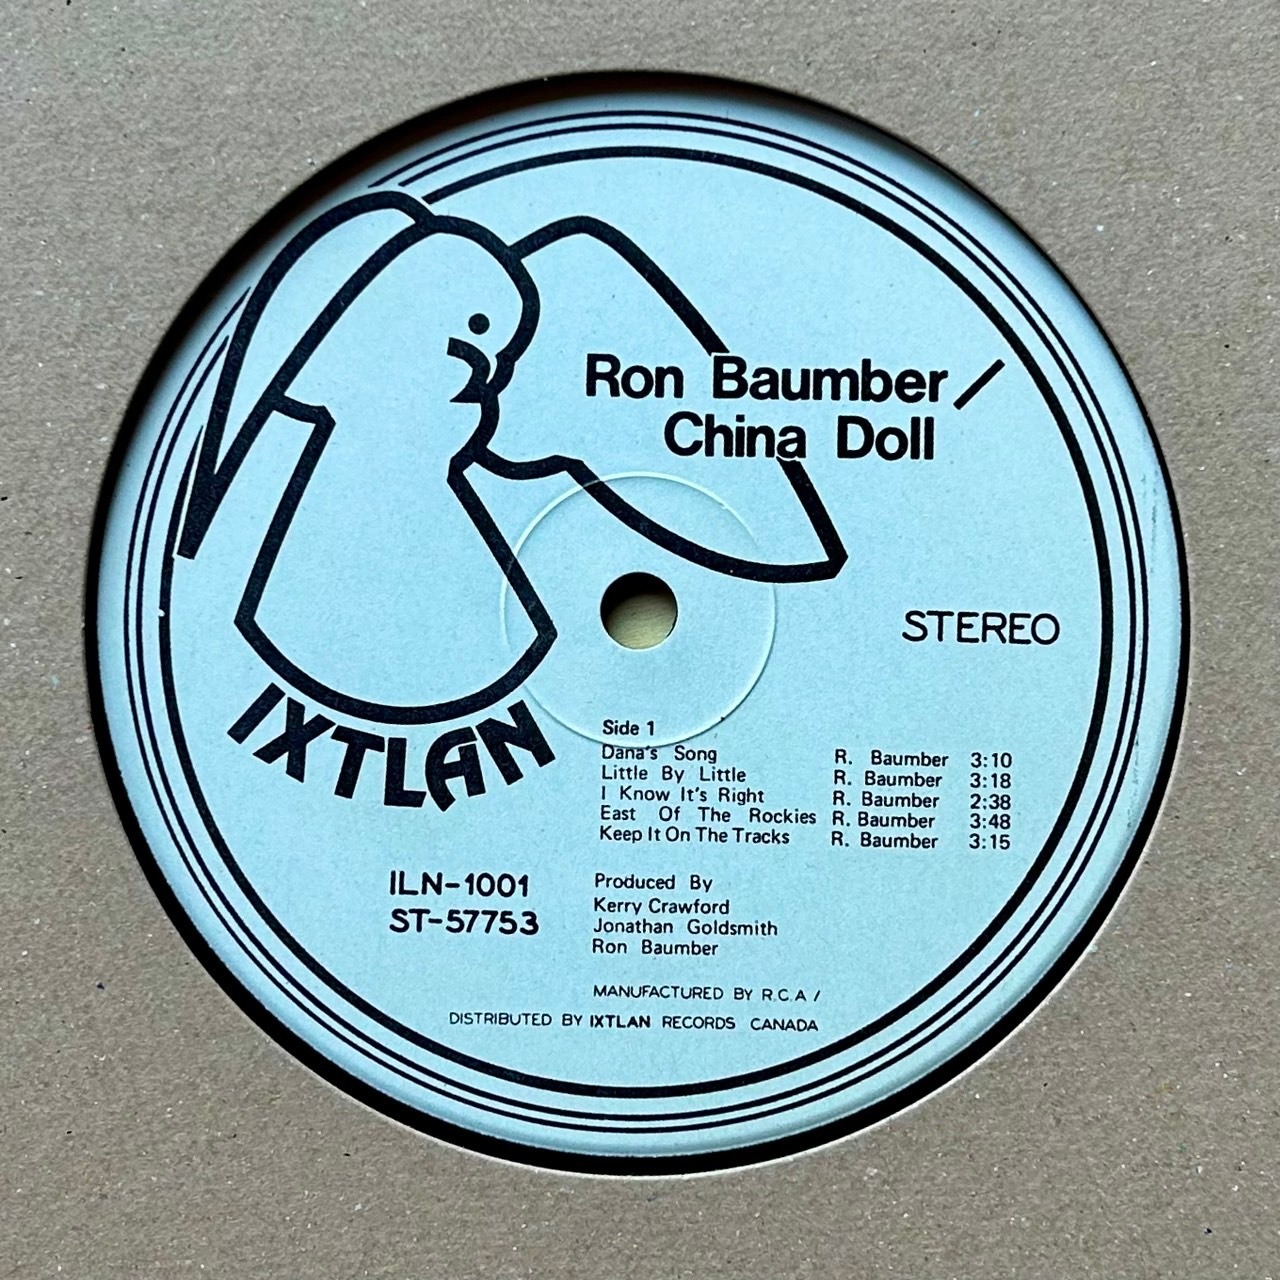 Ron Baumber /
China Doll
STEREO
IXTLAN
Side 1
Dana's Song R. Baumber 3:10
Little By Little R. Baumber 3:18
I Know It's Right R. Baumber 2:38
East Of The Rockies R. Baumber 3:48
Keep It On The Tracks R. Baumber 3:15
ILN-1001
ST-57753
Produced By
Kerry Crawford
Jonathan Goldsmith
Ron Baumber
MANUFACTURED BY R.C.A /
DISTRIBUTED BY IXTLAN RECORDS CANADA